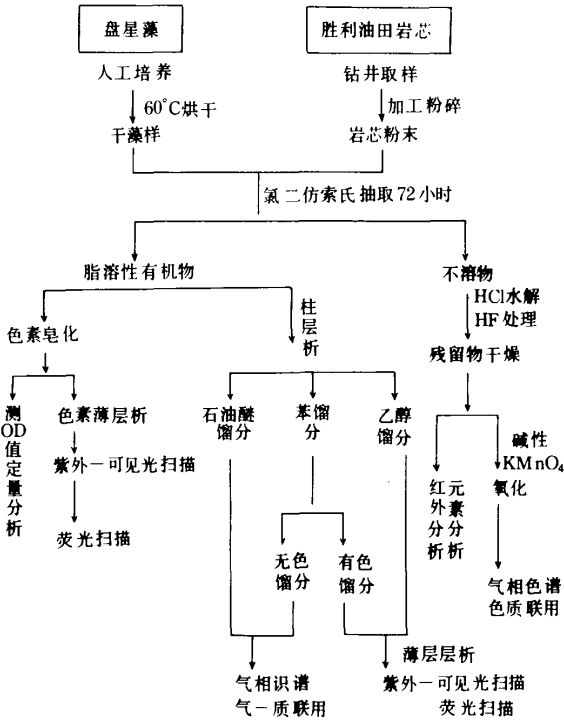 盘星藻
胜利油田岩芯
人工培养
钻井取样
60°C烘干
加工粉碎
干藻样
岩芯粉末
氯二仿索氏抽取72小时
脂溶性有机物
不溶物
HCl水解
HF处理
残留物干燥
色素皂化
柱层析
测OD值定量分析
色素薄层析
紫外－可见光扫描
荧光扫描
石油醚
馏分
苯馏
分
乙醇
馏分
无色
馏分
有色
馏分
碱性
KMnO₄
氧化
红外分析
元素分析
气相色谱
色质联用
气相识谱
气－质联用
薄层层析
紫外－可见光扫描
荧光扫描